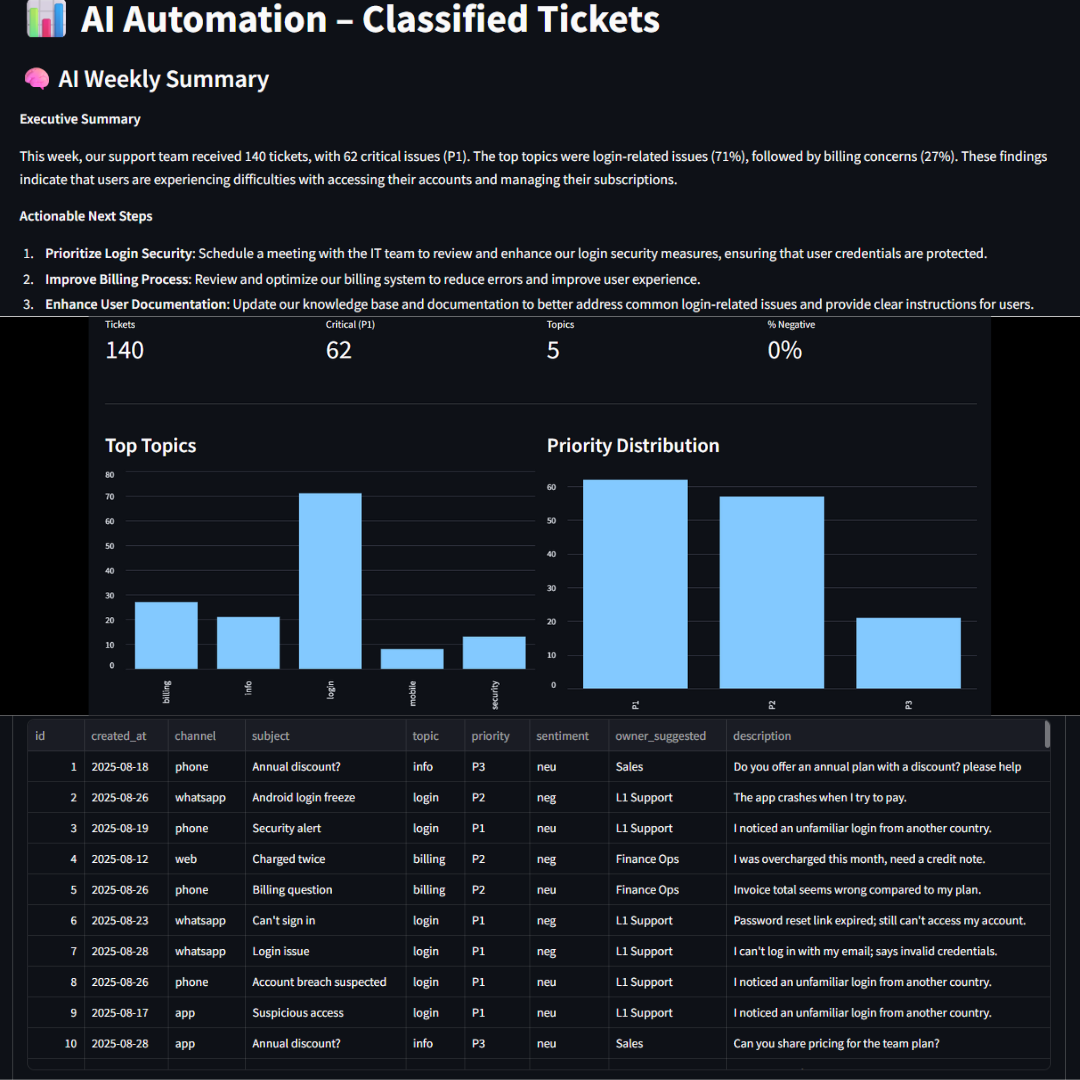 AI Automation – Classified Tickets
AI Weekly Summary
Executive Summary
This week, our support team received 140 tickets, with 62 critical issues (P1). The top topics were login-related issues (71%), followed by billing concerns (27%). These findings
indicate that users are experiencing difficulties with accessing their accounts and managing their subscriptions.
Actionable Next Steps
1. Prioritize Login Security: Schedule a meeting with the IT team to review and enhance our login security measures, ensuring that user credentials are protected.
2. Improve Billing Process: Review and optimize our billing system to reduce errors and improve user experience.
3. Enhance User Documentation: Update our knowledge base and documentation to better address common login-related issues and provide clear instructions for users.
Tickets Critical (P1) Topics % Negative
140 62 5 0%
Top Topics
80
70
60
50
40
30
20
10
0
billing info login mobile security
Priority Distribution
60
50
40
30
20
10
0
P1 P2 P3
id created_at channel subject topic priority sentiment owner_suggested description
1 2025-08-18 phone Annual discount? info P3 neu Sales Do you offer an annual plan with a discount? please help
2 2025-08-26 whatsapp Android login freeze login P2 neg L1 Support The app crashes when I try to pay.
3 2025-08-19 phone Security alert login P1 neu L1 Support I noticed an unfamiliar login from another country.
4 2025-08-12 web Charged twice billing P2 neg Finance Ops I was overcharged this month, need a credit note.
5 2025-08-26 phone Billing question billing P2 neu Finance Ops Invoice total seems wrong compared to my plan.
6 2025-08-23 whatsapp Can't sign in login P1 neg L1 Support Password reset link expired; still can't access my account.
7 2025-08-28 whatsapp Login issue login P1 neg L1 Support I can't log in with my email; says invalid credentials.
8 2025-08-26 phone Account breach suspected login P1 neu L1 Support I noticed an unfamiliar login from another country.
9 2025-08-17 app Suspicious access login P1 neu L1 Support I noticed an unfamiliar login from another country.
10 2025-08-28 app Annual discount? info P3 neu Sales Can you share pricing for the team plan?